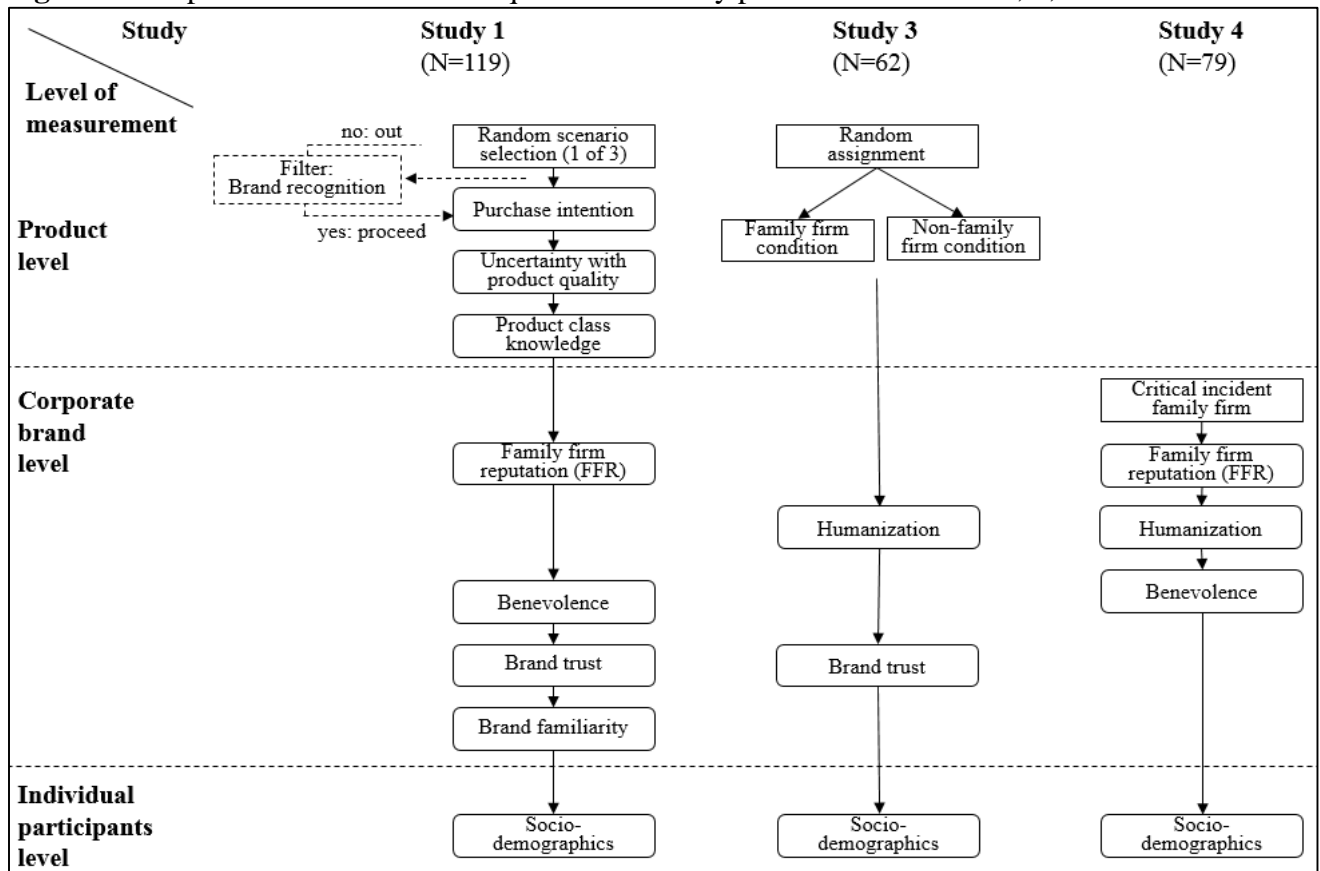 Study
Study 1
(N=119)
Study 3
(N=62)
Study 4
(N=79)
Level of
measurement
Product
level
no: out
Filter:
Brand recognition
yes: proceed
Random scenario
selection (1 of 3)
Purchase intention
Uncertainty with
product quality
Product class
knowledge
Random
assignment
Family firm
condition
Non-family
firm condition
Corporate
brand
level
Family firm
reputation (FFR)
Benevolence
Brand trust
Brand familiarity
Humanization
Brand trust
Critical incident
family firm
Family firm
reputation (FFR)
Humanization
Benevolence
Individual
participants
level
Socio-
demographics
Socio-
demographics
Socio-
demographics